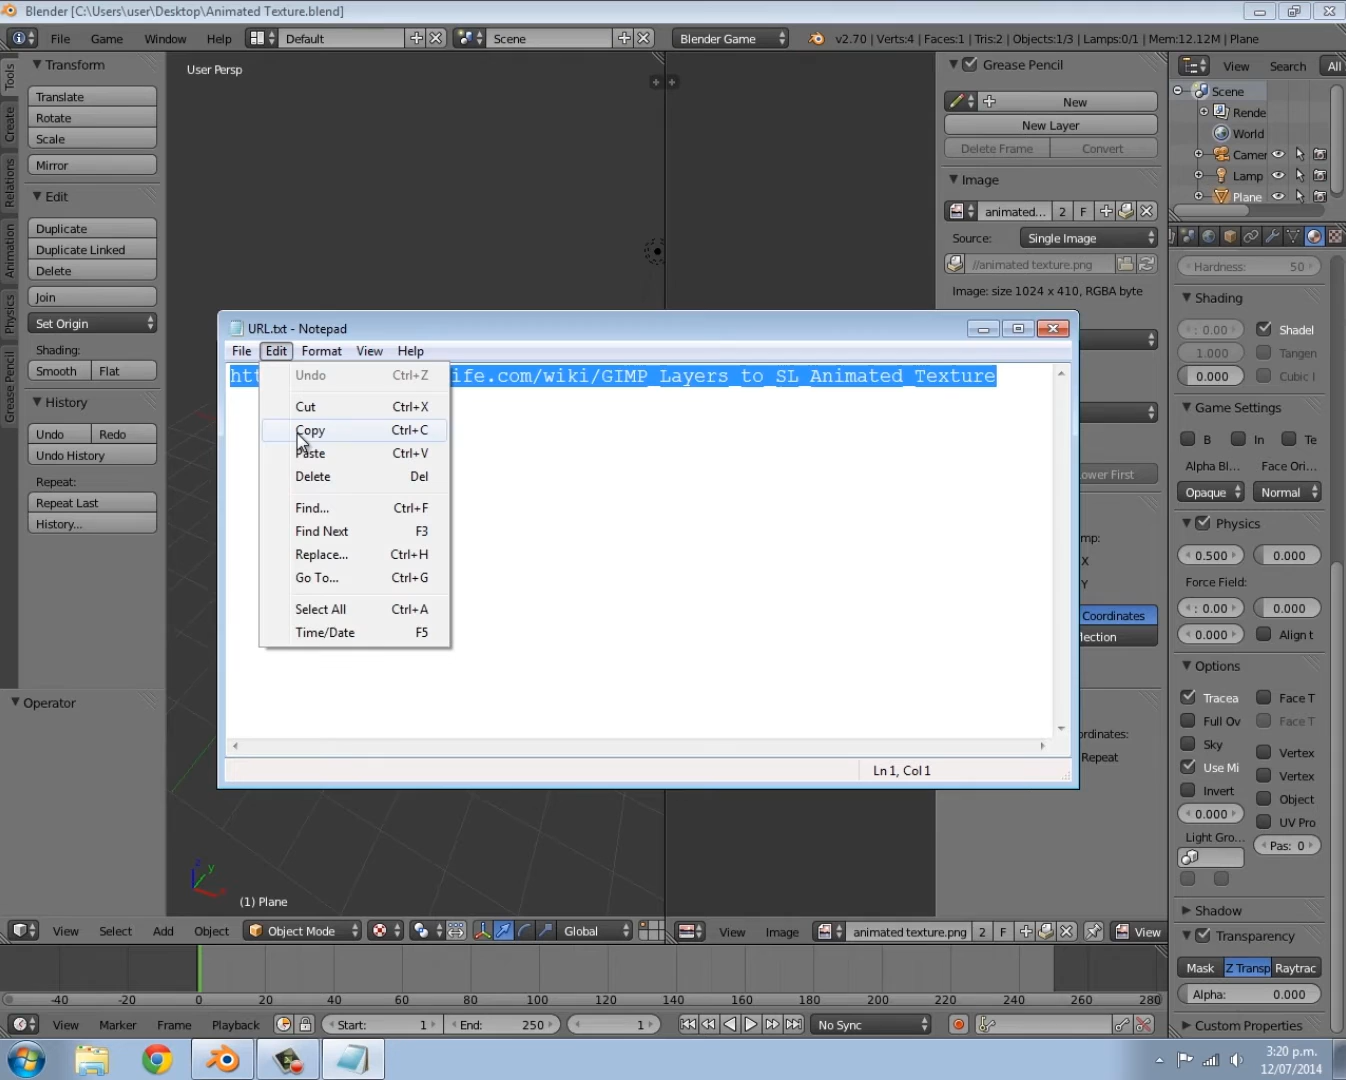 Blender [C:\Users\user\Desktop\Animated Texture.blend]
File Game Window Help Default Scene Blender Game v2.70 | Verts:4 | Faces:1 | Tris:2 | Objects:1/3 | Lamps:0/1 | Mem:12.12M | Plane
Tools
Create
Relations
Animation
Physics
Grease Pencil
Transform
Translate
Rotate
Scale
Mirror
Edit
Duplicate
Duplicate Linked
Delete
Join
Set Origin
Shading:
Smooth Flat
History
Undo Redo
Undo History
Repeat:
Repeat Last
History...
Operator
User Persp
(1) Plane
URL.txt - Notepad
File Edit Format View Help
htt ife.com/wiki/GIMP_Layers_to_SL_Animated_Texture
Undo Ctrl+Z
Cut Ctrl+X
Copy Ctrl+C
Paste Ctrl+V
Delete Del
Find... Ctrl+F
Find Next F3
Replace... Ctrl+H
Go To... Ctrl+G
Select All Ctrl+A
Time/Date F5
Ln 1, Col 1
Grease Pencil
New
New Layer
Delete Frame Convert
Image
animated... 2 F
Source: Single Image
//animated texture.png
Image: size 1024 x 410, RGBA byte
ower First
mp:
X
Y
Coordinates
lection
rdinates:
Repeat
View Search All
Scene
Rende
World
Camer
Lamp
Plane
Hardness: 50
Shading
: 0.00 Shadel
1.000 Tangen
0.000 Cubic I
Game Settings
B In Te
Alpha Bl... Face Ori...
Opaque Normal
Physics
0.500 0.000
Force Field:
: 0.00 0.000
0.000 Align t
Options
Tracea Face T
Full Ov Face T
Sky Vertex
Use Mi Vertex
Invert Object
0.000 UV Pro
Light Gro... Pas: 0
Shadow
Transparency
Mask Z Transp Raytrac
Alpha: 0.000
Custom Properties
View Select Add Object Object Mode Global View Image animated texture.png 2 F View
-40 -20 0 20 40 60 80 100 120 140 160 180 200 220 240 260 280
View Marker Frame Playback Start: 1 End: 250 1 No Sync
3:20 p.m.
12/07/2014